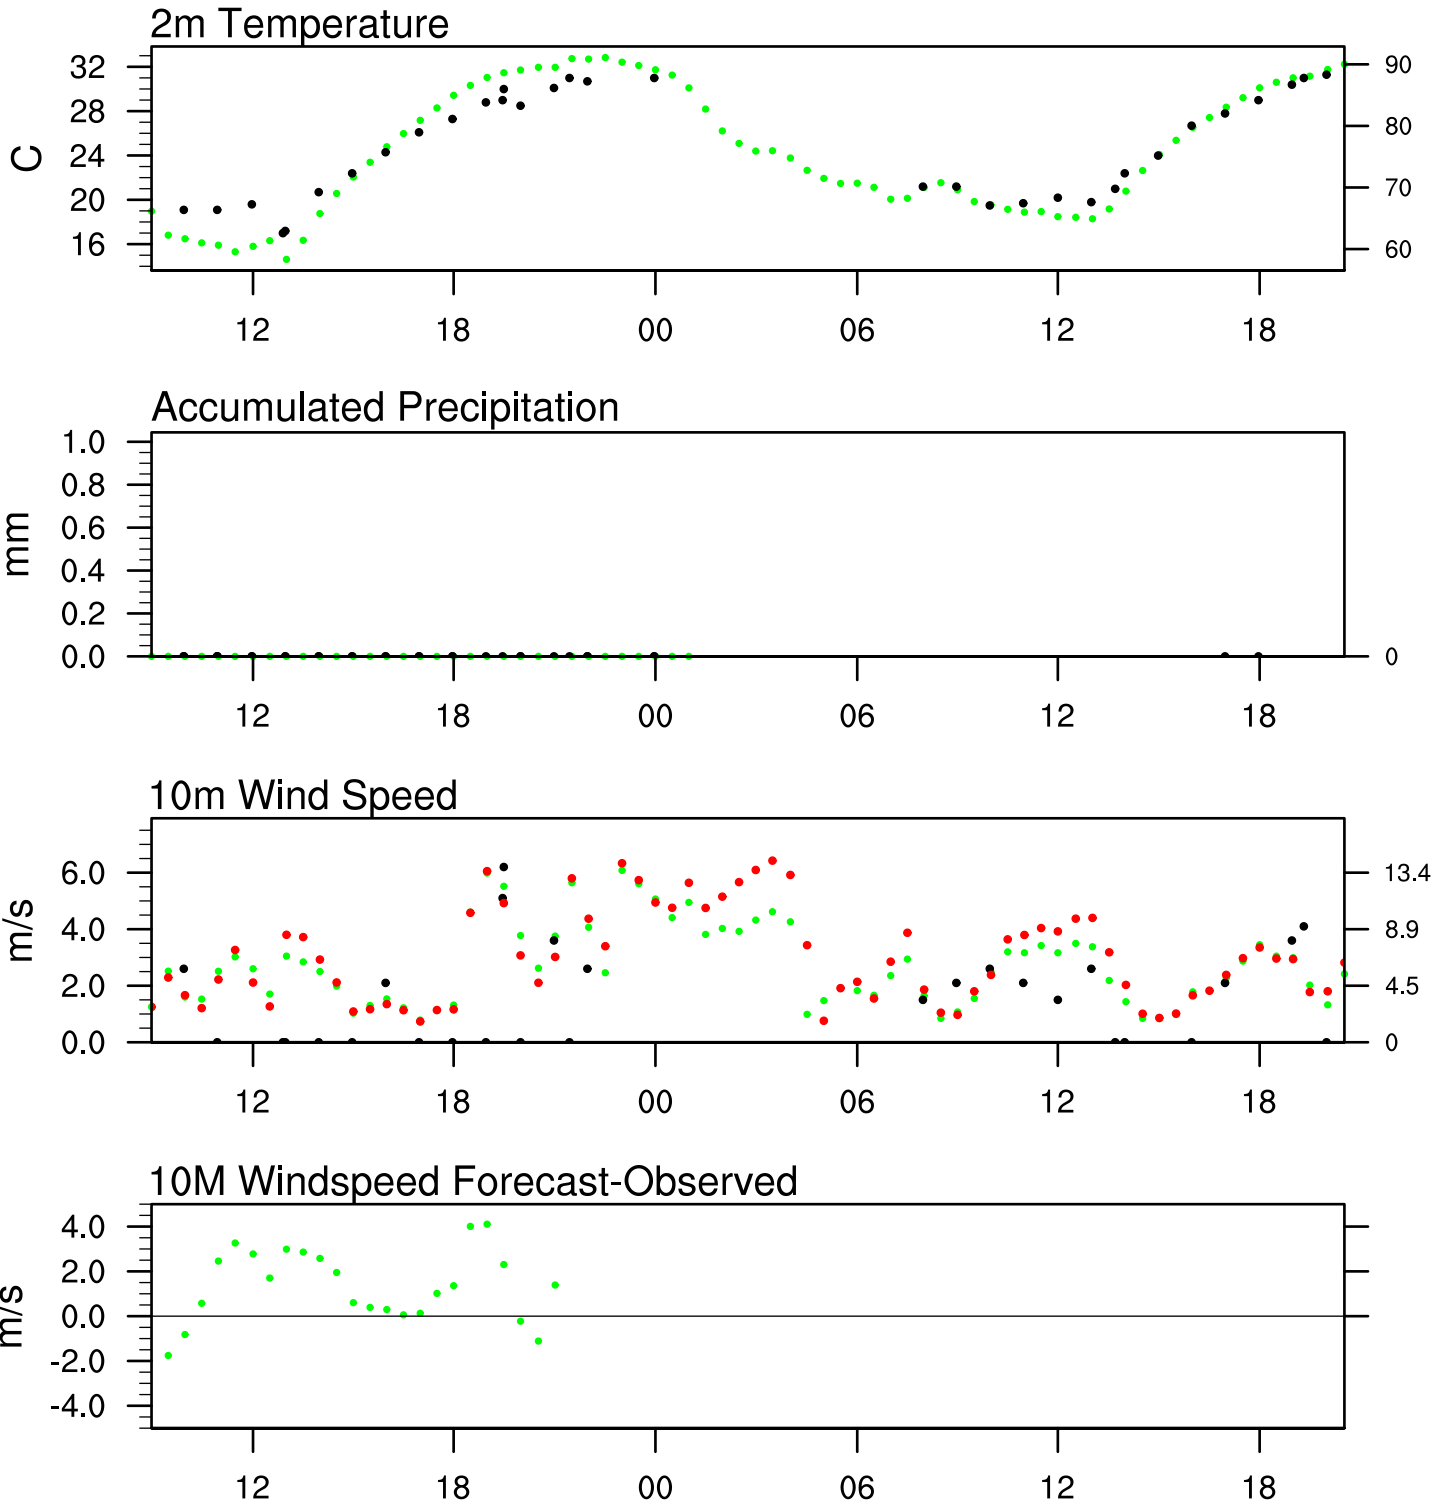 2m Temperature
32
28
24
20
16
C
90
80
70
60
12 18 00 06 12 18
Accumulated Precipitation
1.0
0.8
0.6
0.4
0.2
0.0
mm
0
12 18 00 06 12 18
10m Wind Speed
6.0
4.0
2.0
0.0
m/s
13.4
8.9
4.5
0
12 18 00 06 12 18
10M Windspeed Forecast-Observed
4.0
2.0
0.0
-2.0
-4.0
m/s
12 18 00 06 12 18